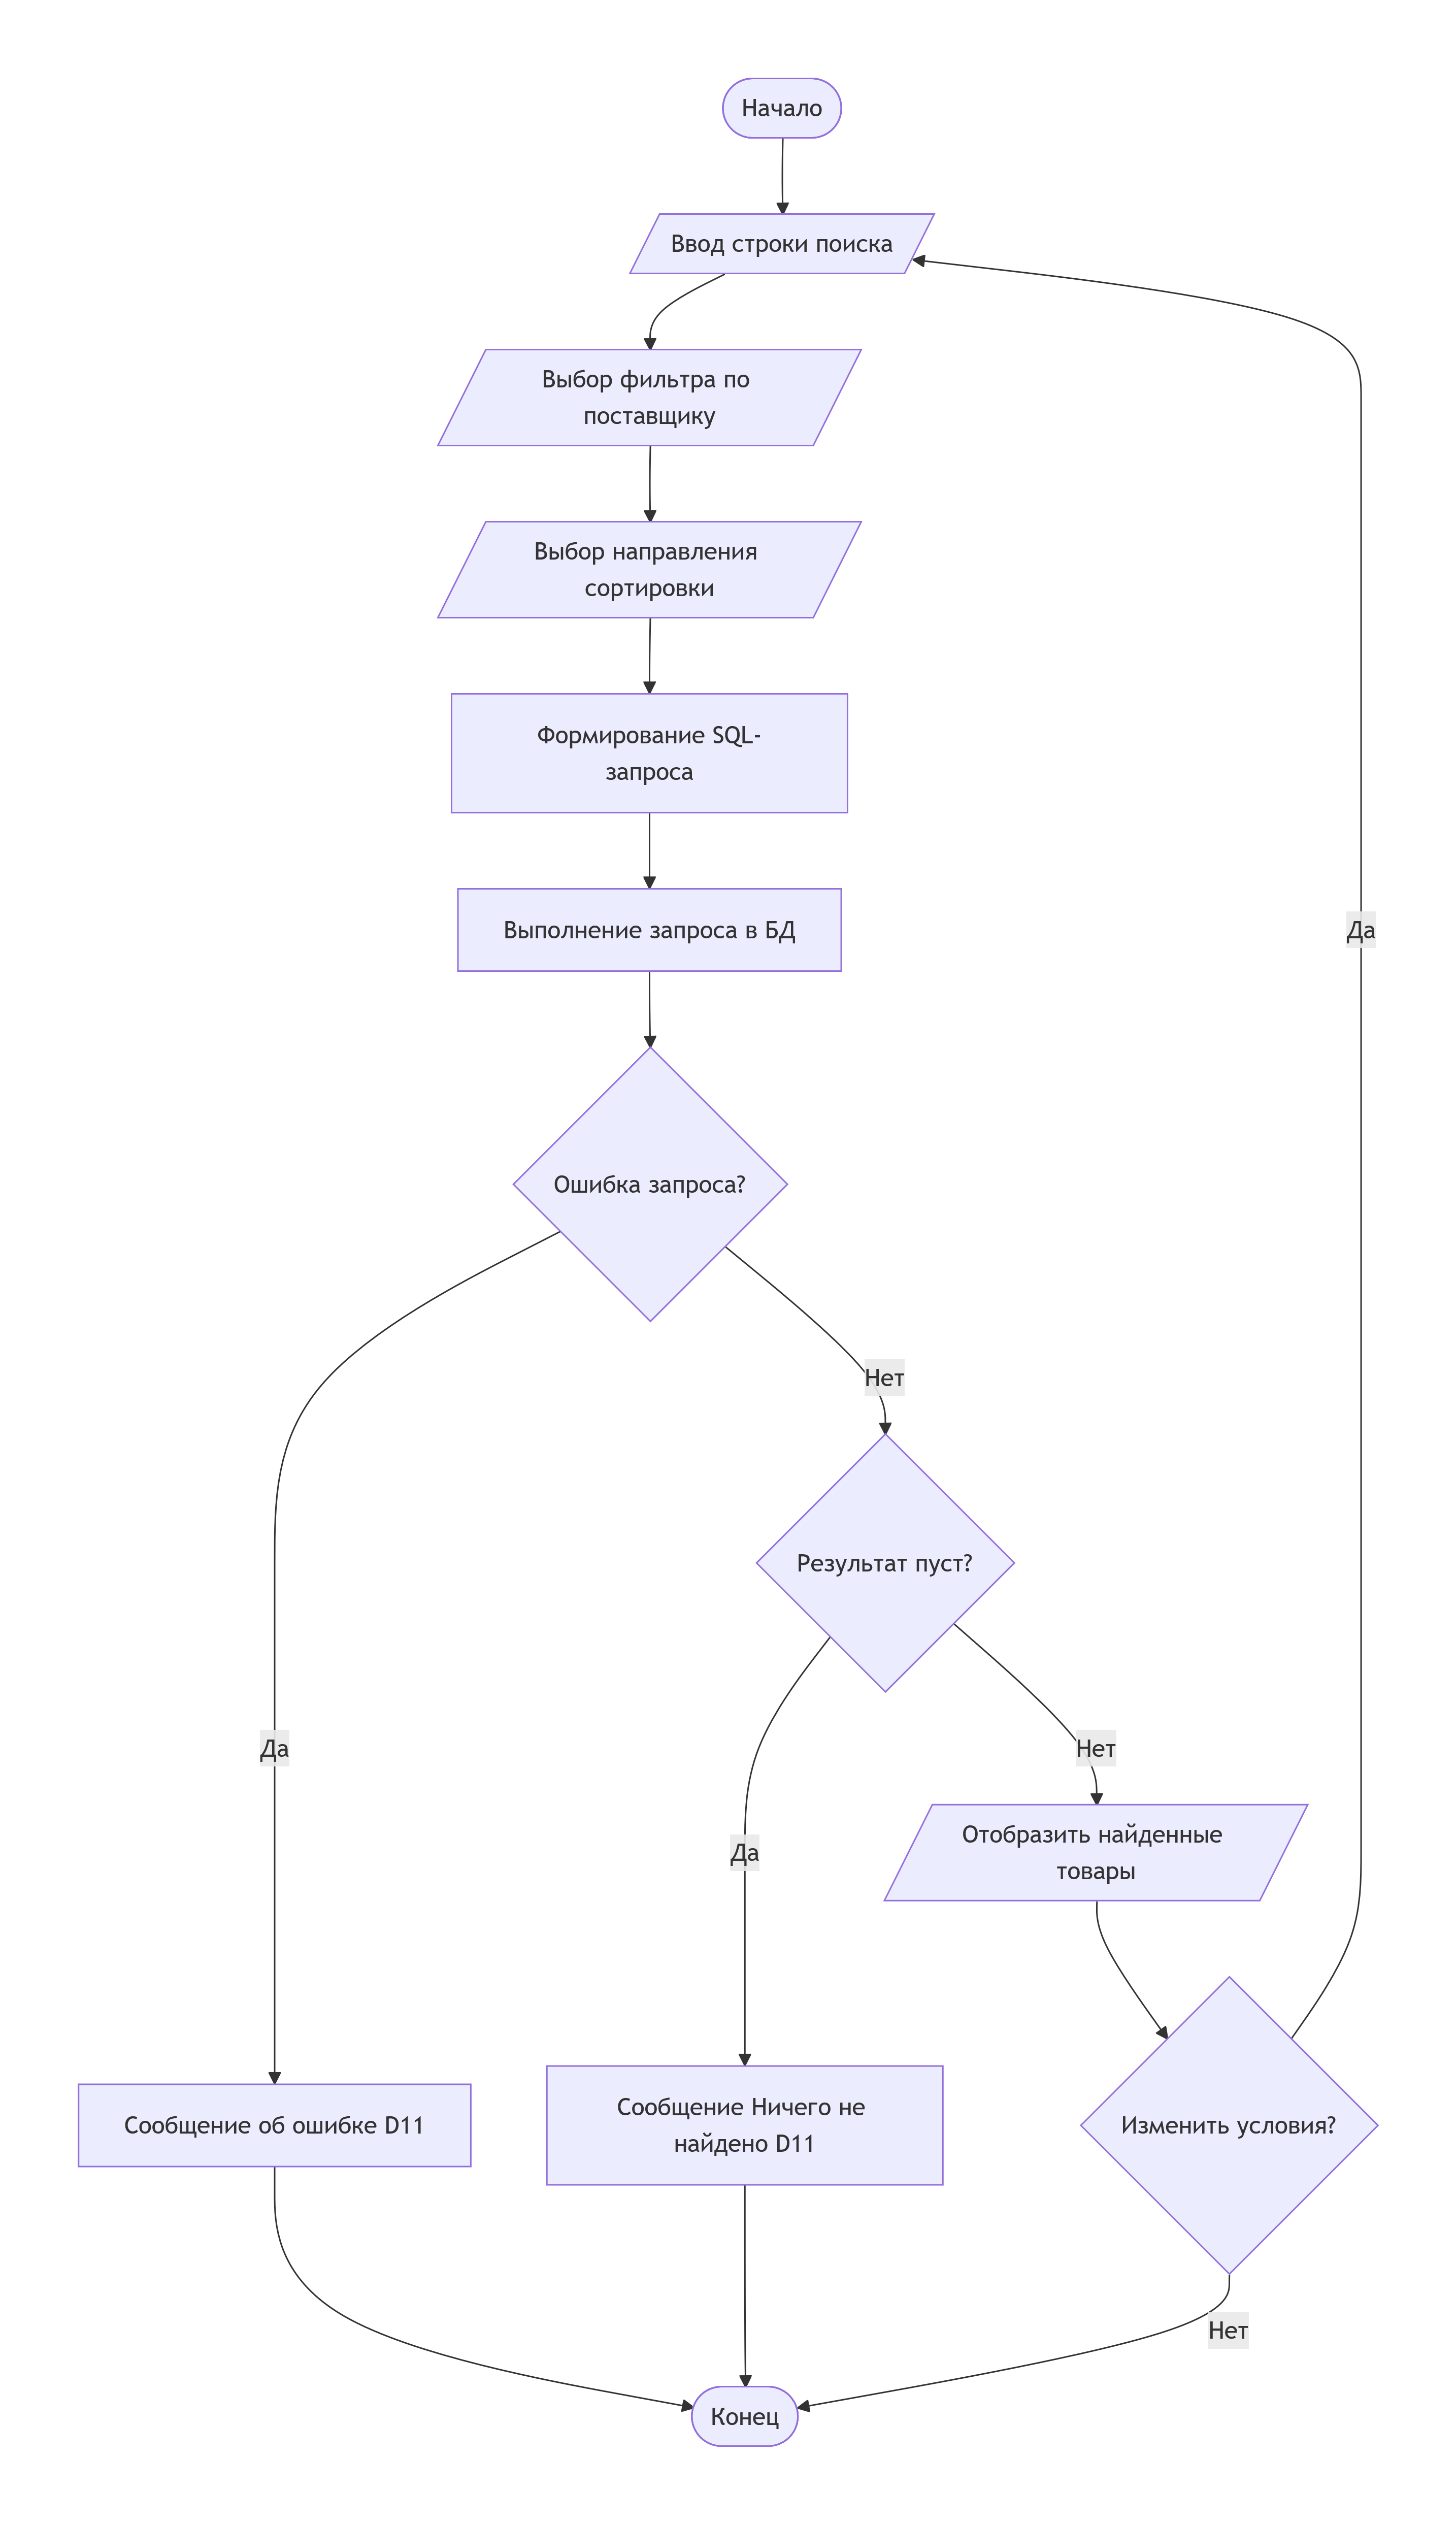 Начало
Ввод строки поиска
Выбор фильтра по
поставщику
Выбор направления
сортировки
Формирование SQL-
запроса
Выполнение запроса в БД
Да
Ошибка запроса?
Нет
Результат пуст?
Да
Нет
Да
Отобразить найденные
товары
Сообщение об ошибке D11
Сообщение Ничего не
найдено D11
Изменить условия?
Нет
Конец